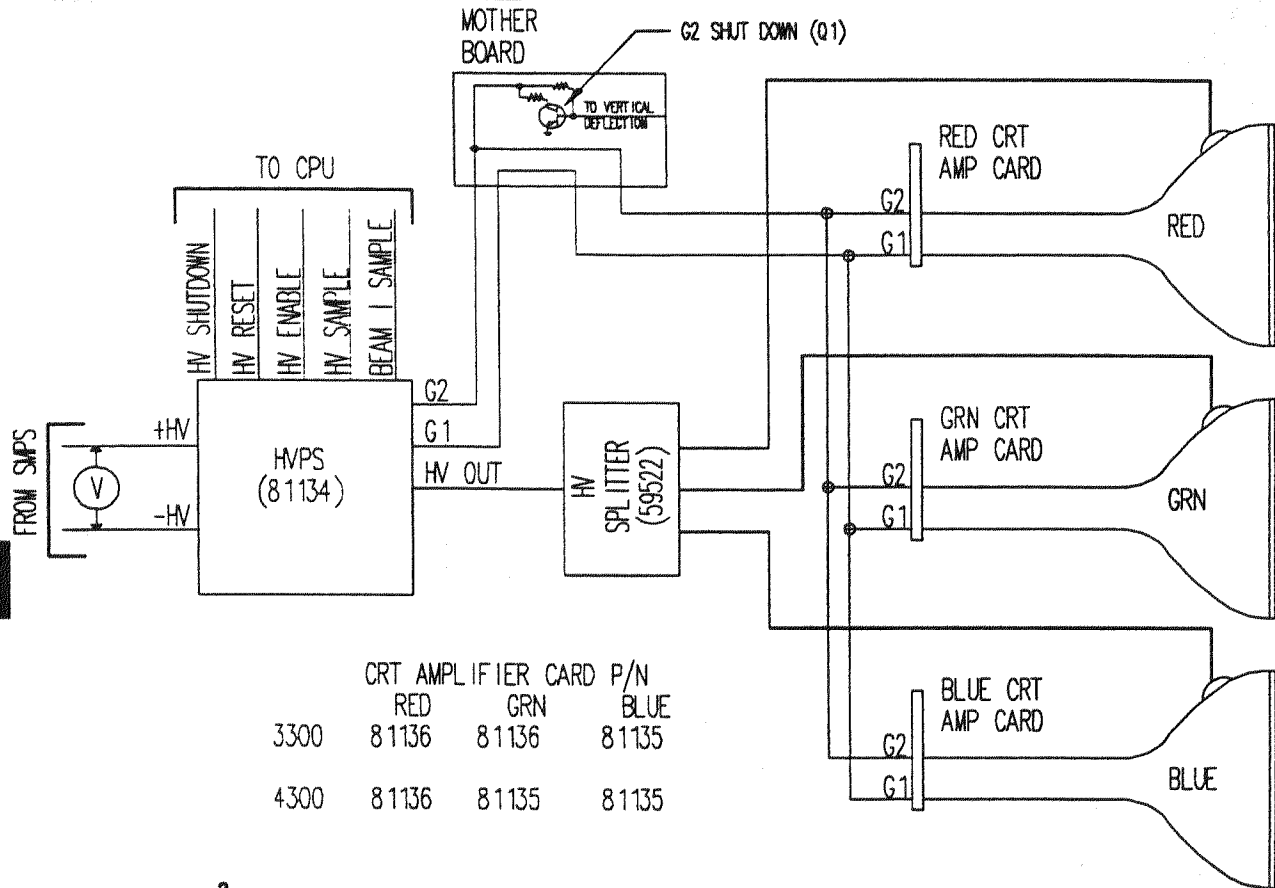 MOTHER
BOARD
G2 SHUT DOWN (Q1)
TO VERTICAL
DEFLECTION
TO CPU
HV SHUTDOWN
HV RESET
HV ENABLE
HV SAMPLE
BEAM I SAMPLE
RED CRT
AMP CARD
G2
G1
RED
FROM SMPS
+HV
V
-HV
HVPS
(81134)
G2
G1
HV OUT
HV
SPLITTER
(59522)
GRN CRT
AMP CARD
G2
G1
GRN
BLUE CRT
AMP CARD
G2
G1
BLUE
CRT AMPLIFIER CARD P/N
RED GRN BLUE
3300 81136 81136 81135
4300 81136 81135 81135